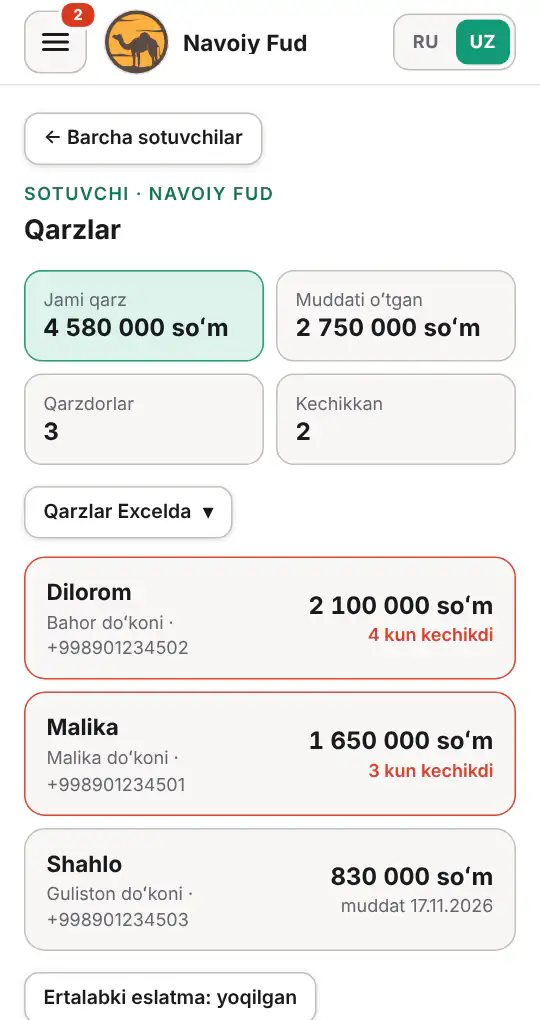 2
Navoiy Fud
RU UZ
← Barcha sotuvchilar
SOTUVCHI · NAVOIY FUD
Qarzlar
Jami qarz
4 580 000 soʻm
Muddati oʻtgan
2 750 000 soʻm
Qarzdorlar
3
Kechikkan
2
Qarzlar Excelda ▼
Dilorom
Bahor doʻkoni ·
+998901234502
2 100 000 soʻm
4 kun kechikdi
Malika
Malika doʻkoni ·
+998901234501
1 650 000 soʻm
3 kun kechikdi
Shahlo
Guliston doʻkoni ·
+998901234503
830 000 soʻm
muddat 17.11.2026
Ertalabki eslatma: yoqilgan